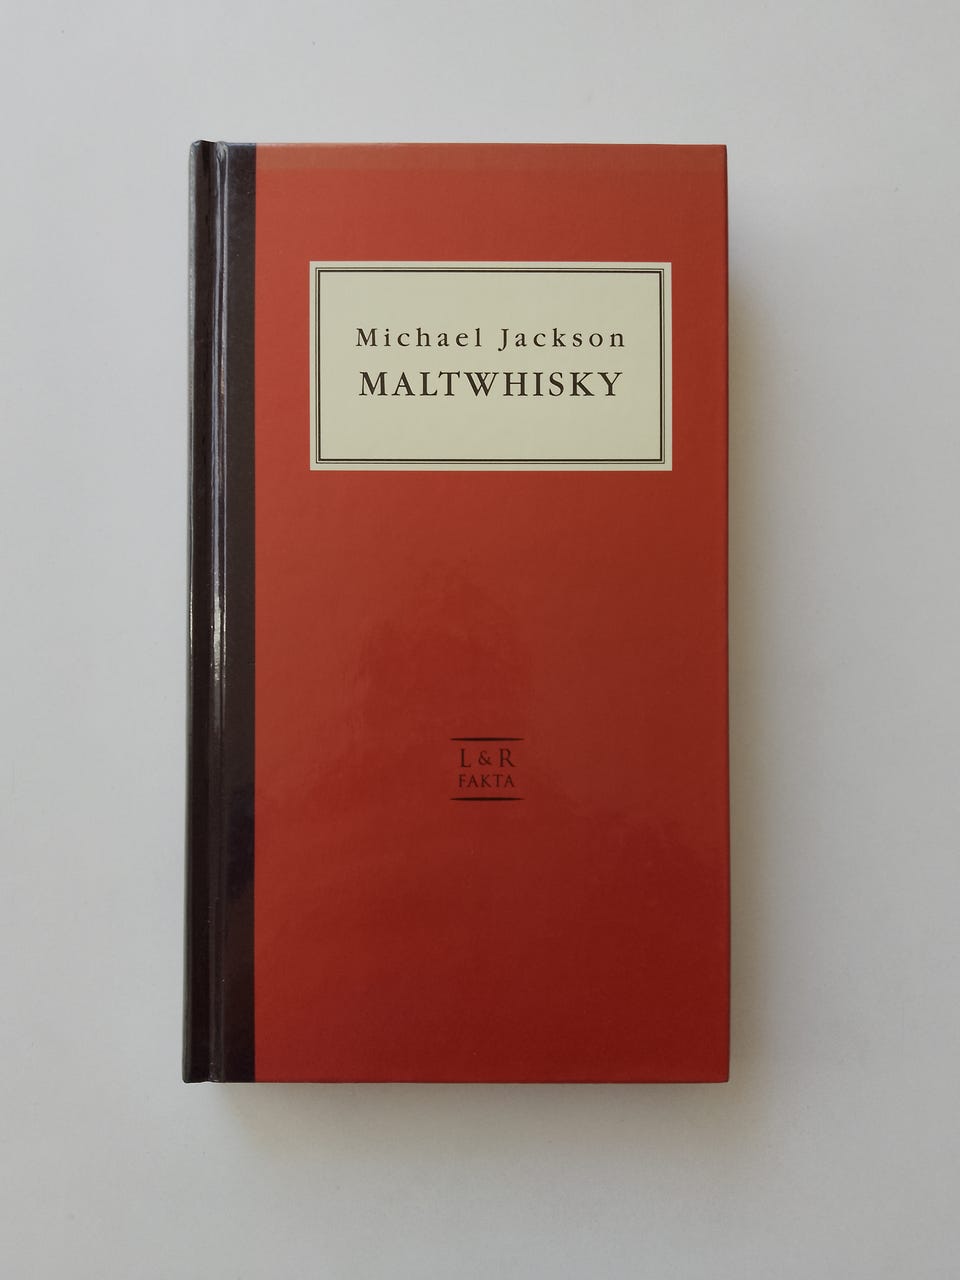 Michael Jackson
MALTWHISKY
L & R
FAKTA